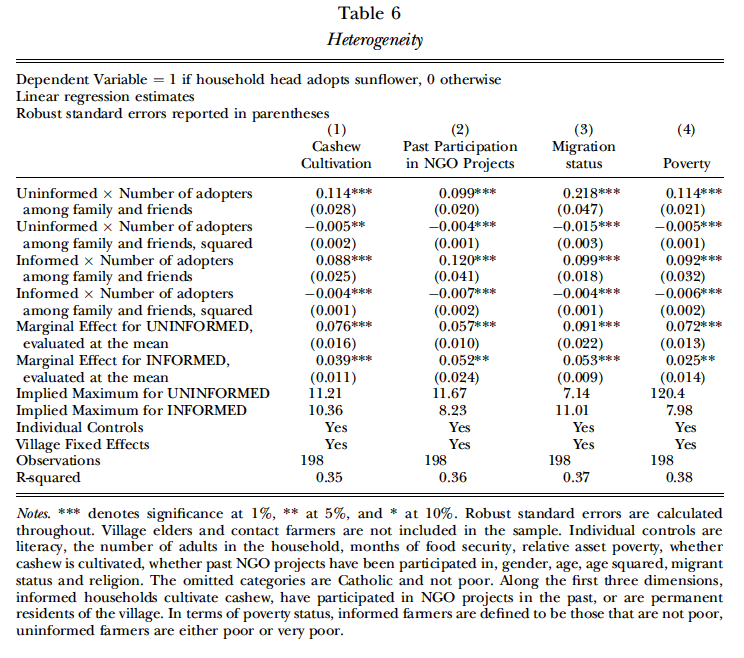 Table 6
Heterogeneity
Dependent Variable = 1 if household head adopts sunflower, 0 otherwise
Linear regression estimates
Robust standard errors reported in parentheses
(1) (2) (3) (4)
Cashew Past Participation Migration
Cultivation in NGO Projects status Poverty
Uninformed × Number of adopters 0.114*** 0.099*** 0.218*** 0.114***
among family and friends (0.028) (0.020) (0.047) (0.021)
Uninformed × Number of adopters −0.005** −0.004*** −0.015*** −0.005***
among family and friends, squared (0.002) (0.001) (0.003) (0.001)
Informed × Number of adopters 0.088*** 0.120*** 0.099*** 0.092***
among family and friends (0.025) (0.041) (0.018) (0.032)
Informed × Number of adopters −0.004*** −0.007*** −0.004*** −0.006***
among family and friends, squared (0.001) (0.002) (0.001) (0.002)
Marginal Effect for UNINFORMED, 0.076*** 0.057*** 0.091*** 0.072***
evaluated at the mean (0.016) (0.010) (0.022) (0.013)
Marginal Effect for INFORMED, 0.039*** 0.052** 0.053*** 0.025**
evaluated at the mean (0.011) (0.024) (0.009) (0.014)
Implied Maximum for UNINFORMED 11.21 11.67 7.14 120.4
Implied Maximum for INFORMED 10.36 8.23 11.01 7.98
Individual Controls Yes Yes Yes Yes
Village Fixed Effects Yes Yes Yes Yes
Observations 198 198 198 198
R-squared 0.35 0.36 0.37 0.38
Notes. *** denotes significance at 1%, ** at 5%, and * at 10%. Robust standard errors are calculated
throughout. Village elders and contact farmers are not included in the sample. Individual controls are
literacy, the number of adults in the household, months of food security, relative asset poverty, whether
cashew is cultivated, whether past NGO projects have been participated in, gender, age, age squared, migrant
status and religion. The omitted categories are Catholic and not poor. Along the first three dimensions,
informed households cultivate cashew, have participated in NGO projects in the past, or are permanent
residents of the village. In terms of poverty status, informed farmers are defined to be those that are not poor,
uninformed farmers are either poor or very poor.